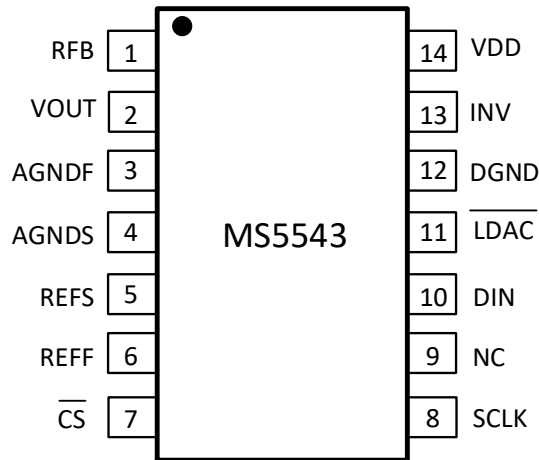 RFB 1 14 VDD
VOUT 2 13 INV
AGNDF 3 12 DGND
AGNDS 4 MS5543 11 LDAC
REFS 5 10 DIN
REFF 6 9 NC
CS 7 8 SCLK